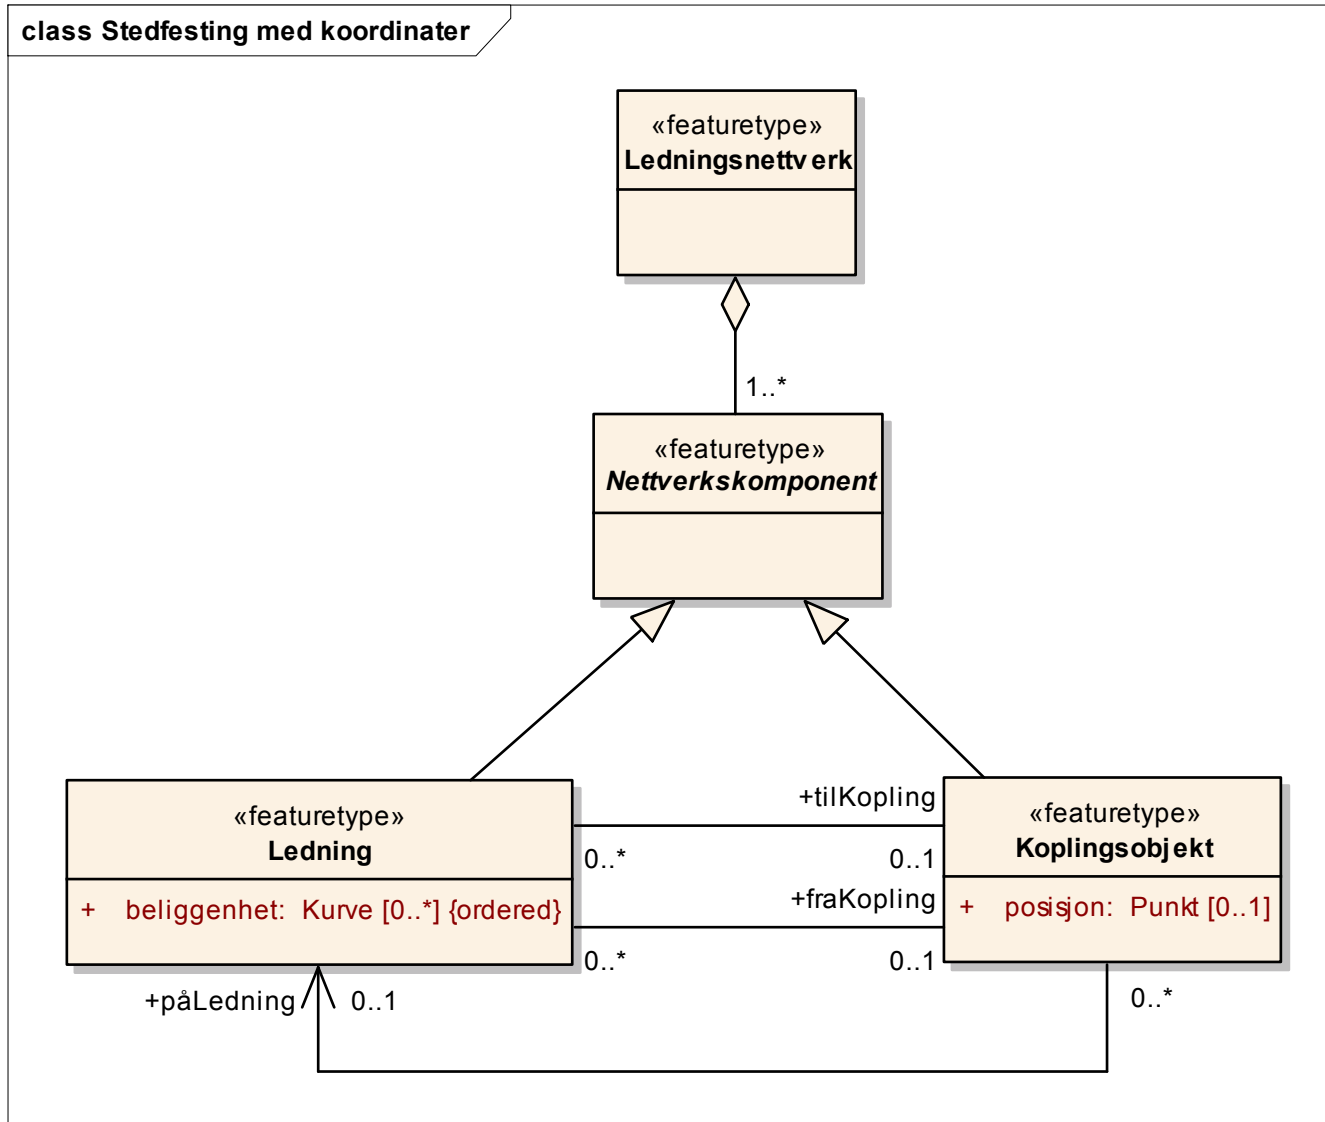 class Stedfesting med koordinater
«featuretype»
Ledningsnettverk
1..*
«featuretype»
Nettverkskomponent
«featuretype»
Ledning
+ beliggenhet: Kurve [0..*] {ordered}
+tilKopling
0..*
0..1
+fraKopling
0..*
0..1
«featuretype»
Koplingsobjekt
+ posisjon: Punkt [0..1]
+påLedning
0..1
0..*